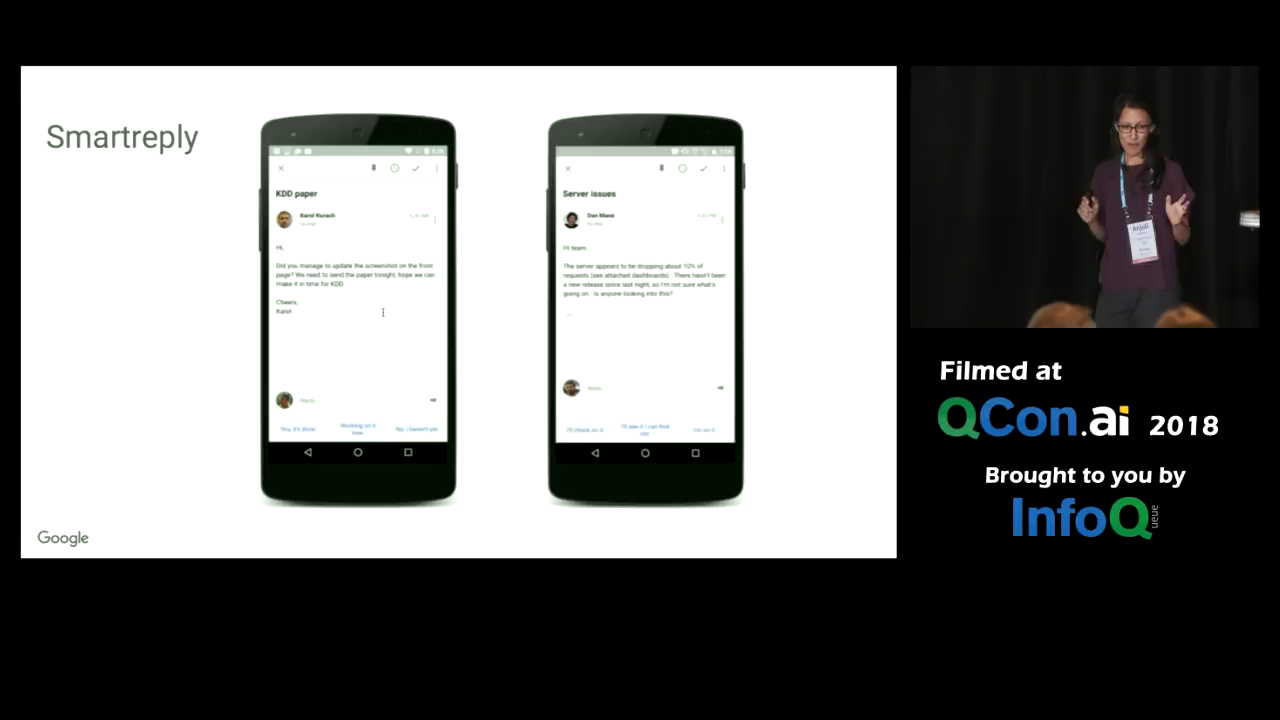 Smartreply
KDD paper
Karol Kurach
Hi,
Did you manage to update the screenshot on the front
page? We need to send the paper tonight, hope we can
make it in time for KDD.
Cheers,
Karol
Reply
Yes, it's done
Working on it
now
No, I haven't yet
Server issues
Dan Mané
Hi team,
The server appears to be dropping about 10% of
requests (see attached dashboards). There hasn't been
a new release since last night, so I'm not sure what's
going on. Is anyone looking into this?
Reply
I'll check on it
I'll see if I can find
Google
Anjali
Filmed at
QCon.ai 2018
Brought to you by
InfoQ
ueue